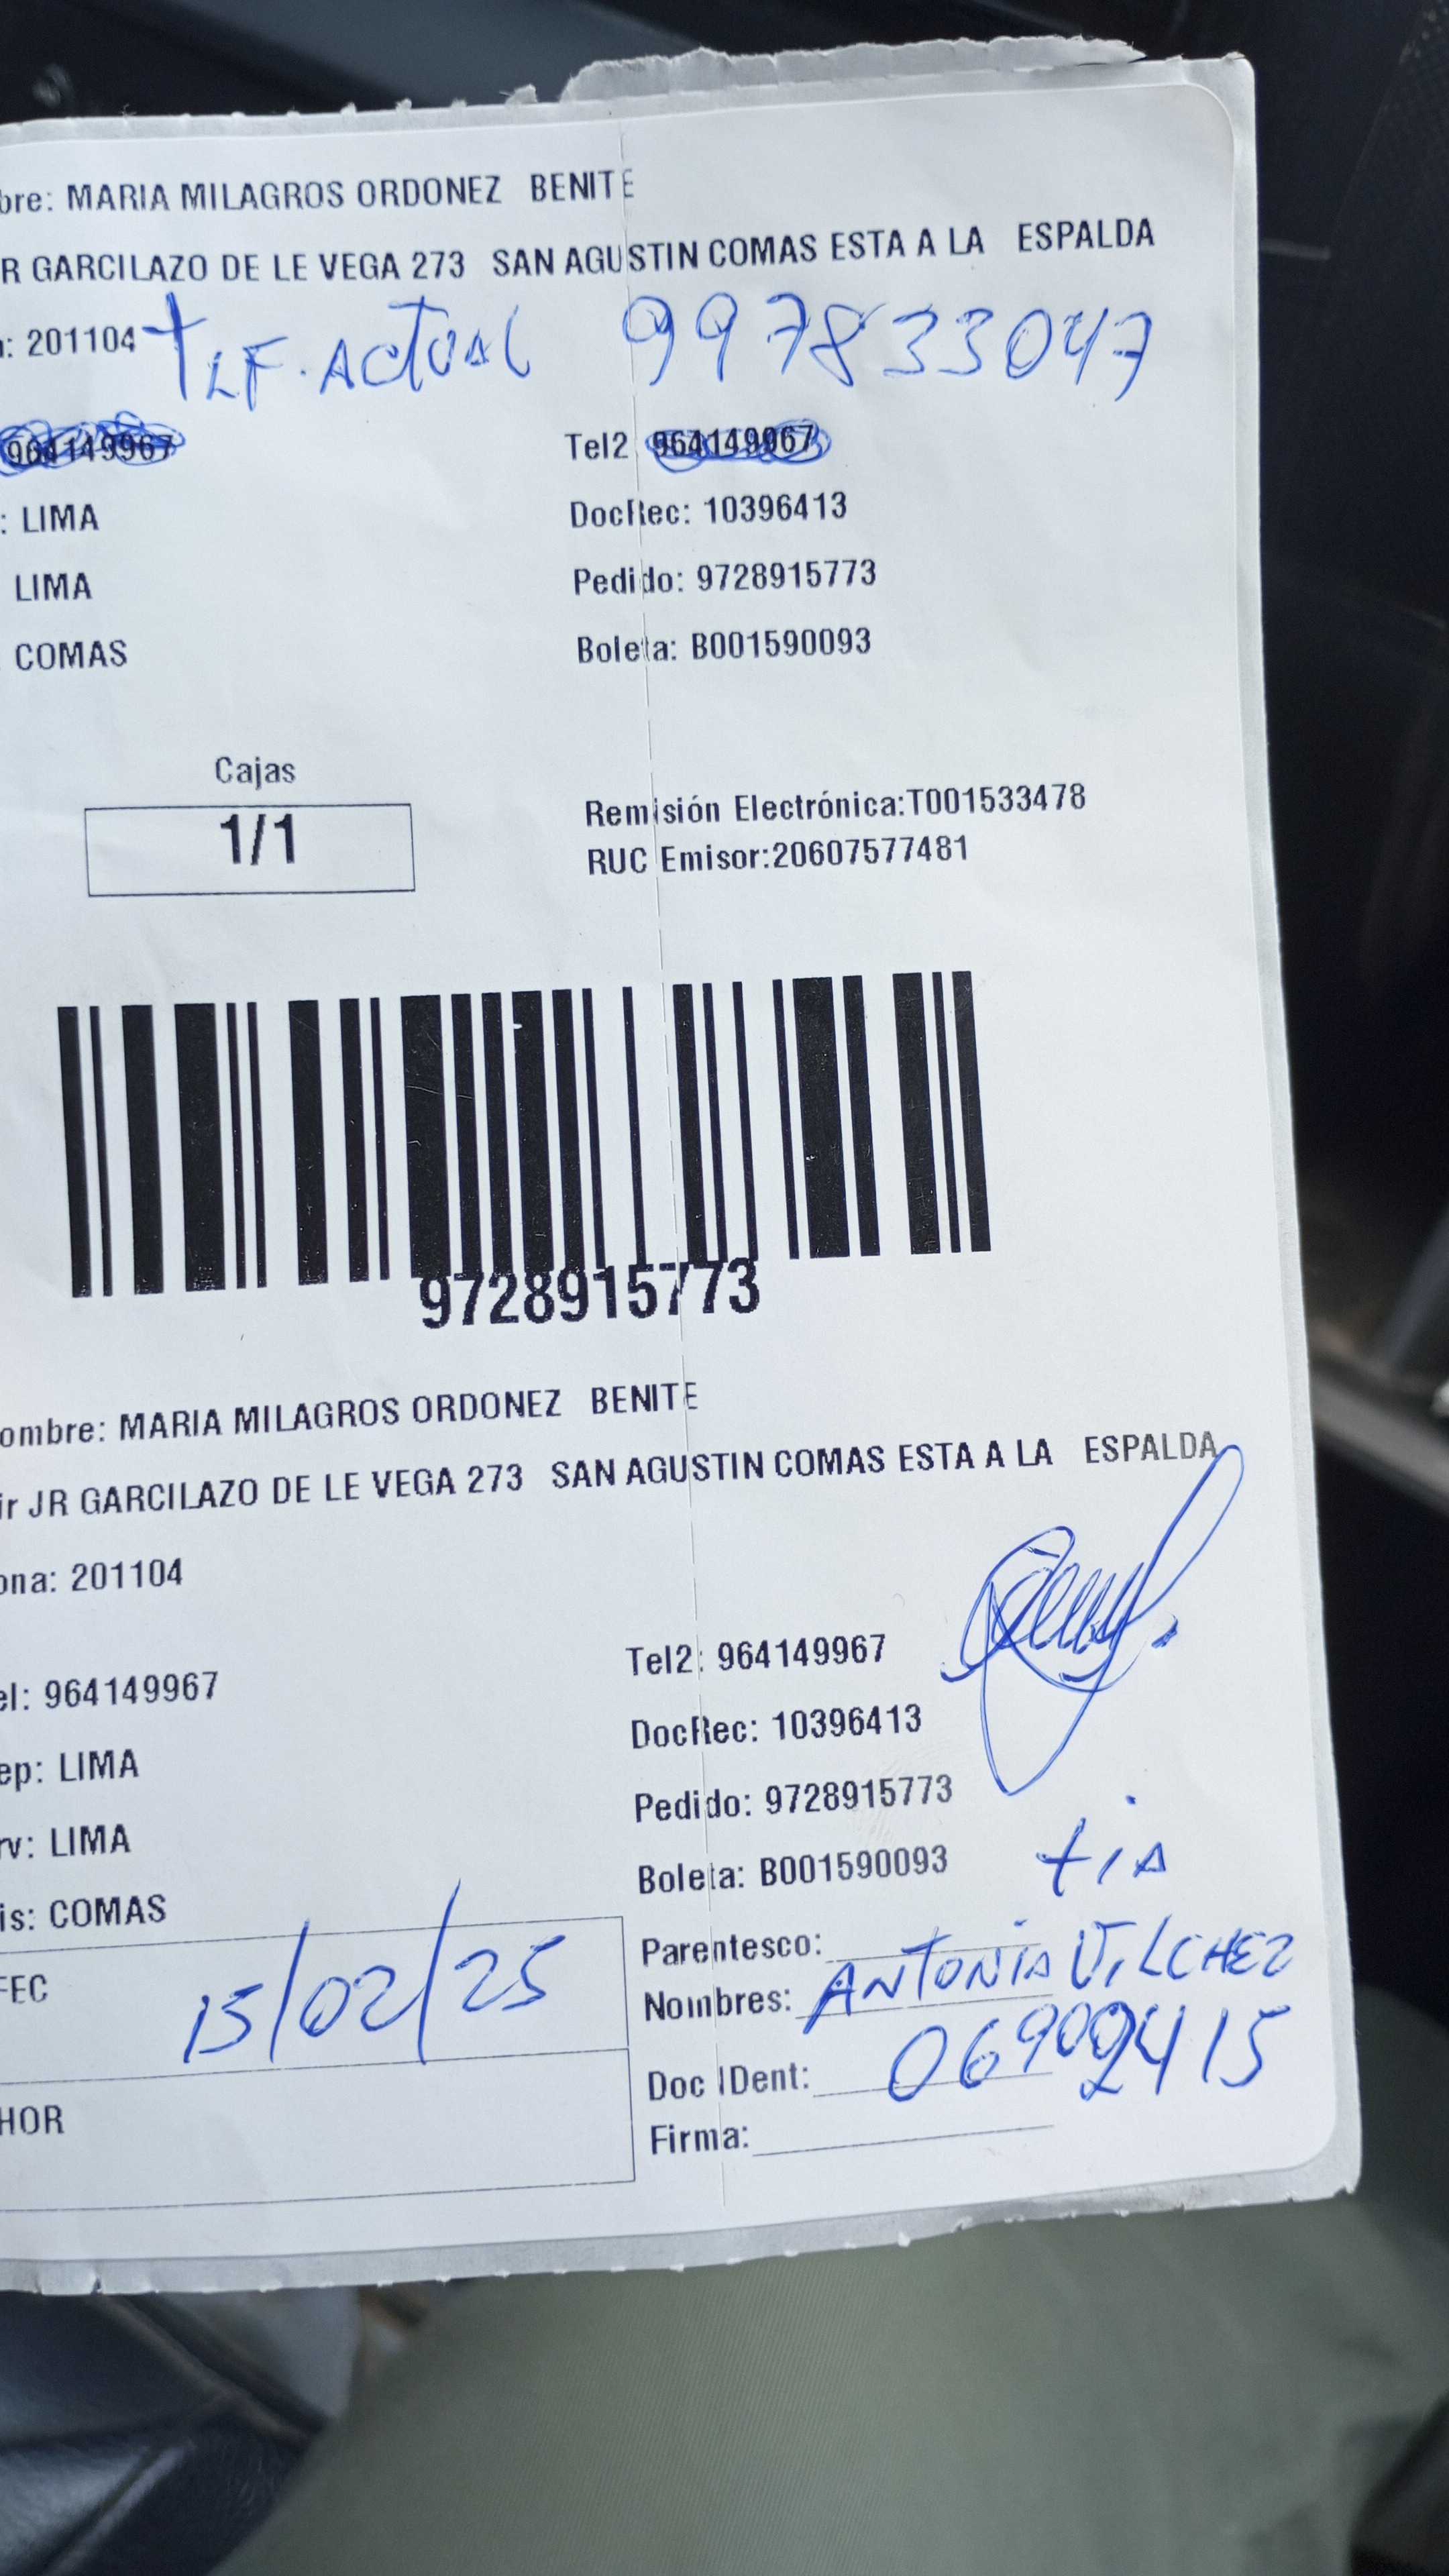 bre: MARIA MILAGROS ORDONEZ BENITE
R GARCILAZO DE LE VEGA 273 SAN AGUSTIN COMAS ESTA A LA ESPALDA
: 201104 TLF. ACTUAL 997833047
964149967 Tel2 964149967
: LIMA DocRec: 10396413
LIMA Pedido: 9728915773
COMAS Boleta: B001590093
Cajas
1/1
Remisión Electrónica:T001533478
RUC Emisor:20607577481
9728915773
ombre: MARIA MILAGROS ORDONEZ BENITE
ir JR GARCILAZO DE LE VEGA 273 SAN AGUSTIN COMAS ESTA A LA ESPALDA
ona: 201104
el: 964149967 Tel2: 964149967
ep: LIMA DocRec: 10396413
rv: LIMA Pedido: 9728915773
is: COMAS Boleta: B001590093
tia
FEC 15/02/25
Parentesco:
Nombres: ANTONIA VILCHEZ
Doc IDent: 06902415
HOR
Firma: